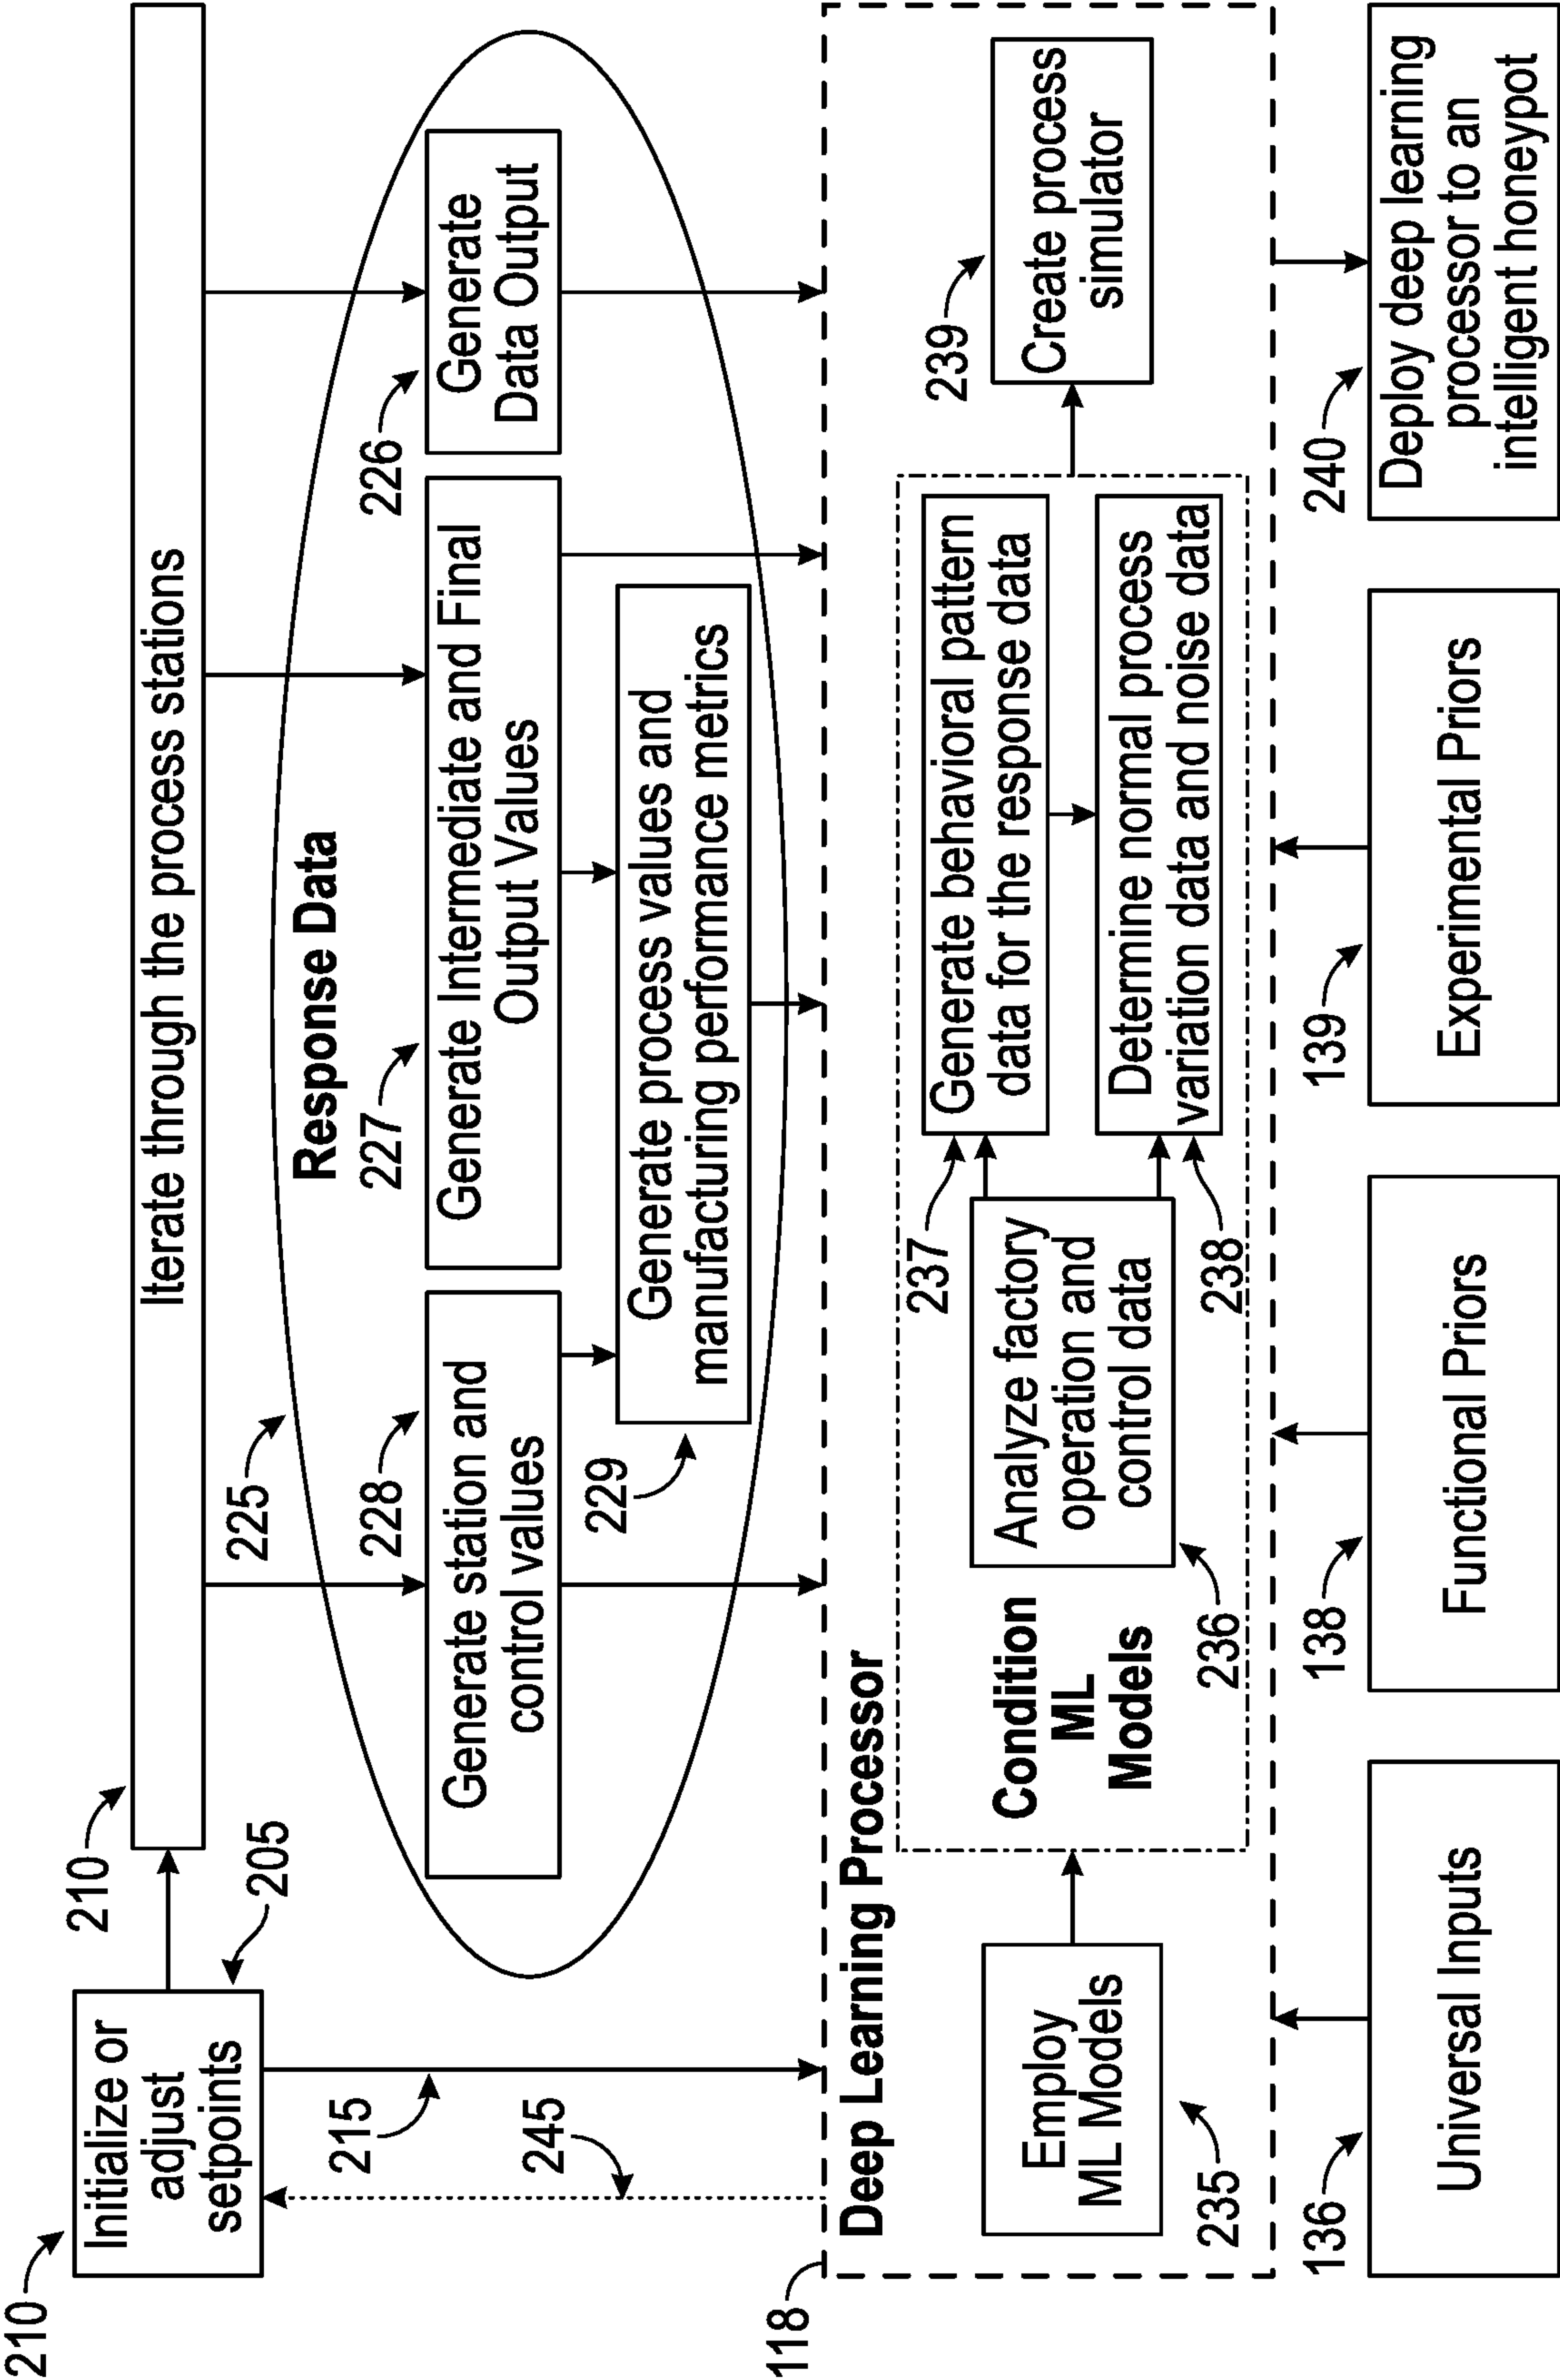 210
Initialize or
adjust
setpoints
205
210
Iterate through the process stations
215
245
225
Response Data
228
Generate station and
control values
227
Generate Intermediate and Final
Output Values
226
Generate
Data Output
229
Generate process values and
manufacturing performance metrics
118
Deep Learning Processor
Employ
ML Models
235
Condition
ML
Models
Analyze factory
operation and
control data
236
237
Generate behavioral pattern
data for the response data
238
Determine normal process
variation data and noise data
239
Create process
simulator
136
Universal Inputs
138
Functional Priors
139
Experimental Priors
240
Deploy deep learning
processor to an
intelligent honeypot